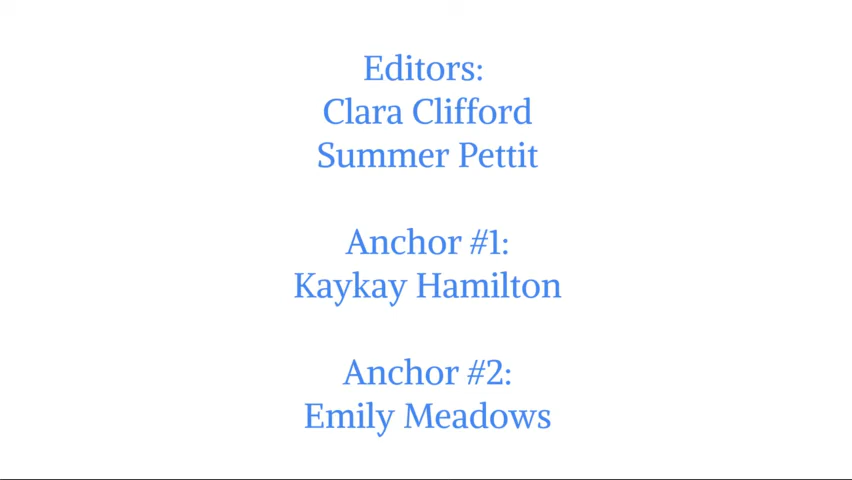 Editors:
Clara Clifford
Summer Pettit
Anchor #1:
Kaykay Hamilton
Anchor #2:
Emily Meadows